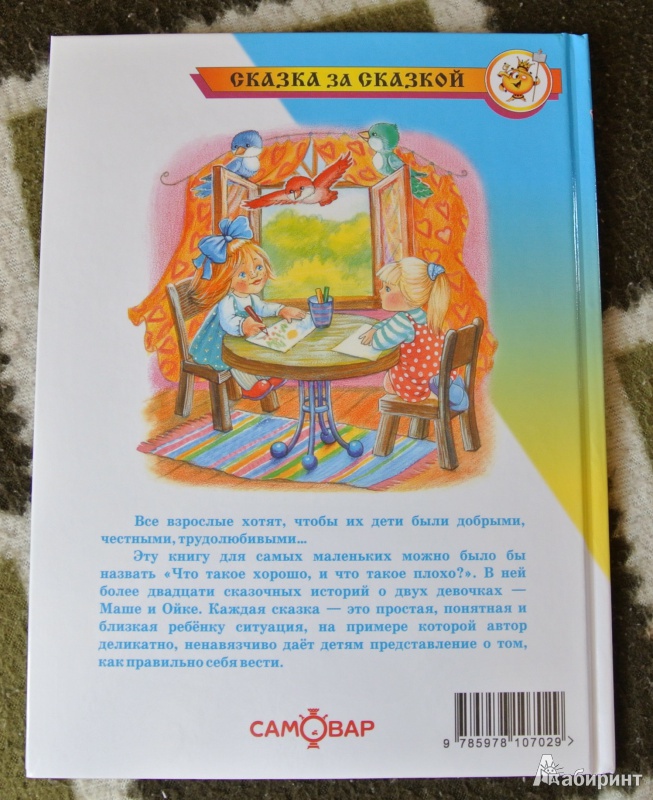 СКАЗКА ЗА СКАЗКОЙ
Все взрослые хотят, чтобы их дети были добрыми,
честными, трудолюбивыми...
Эту книгу для самых маленьких можно было бы
назвать «Что такое хорошо, и что такое плохо?». В ней
более двадцати сказочных историй о двух девочках —
Маше и Ойке. Каждая сказка — это простая, понятная и
близкая ребёнку ситуация, на примере которой автор
деликатно, ненавязчиво даёт детям представление о том,
как правильно себя вести.
САМОВАР
9 785978 107029 >
Лабиринт